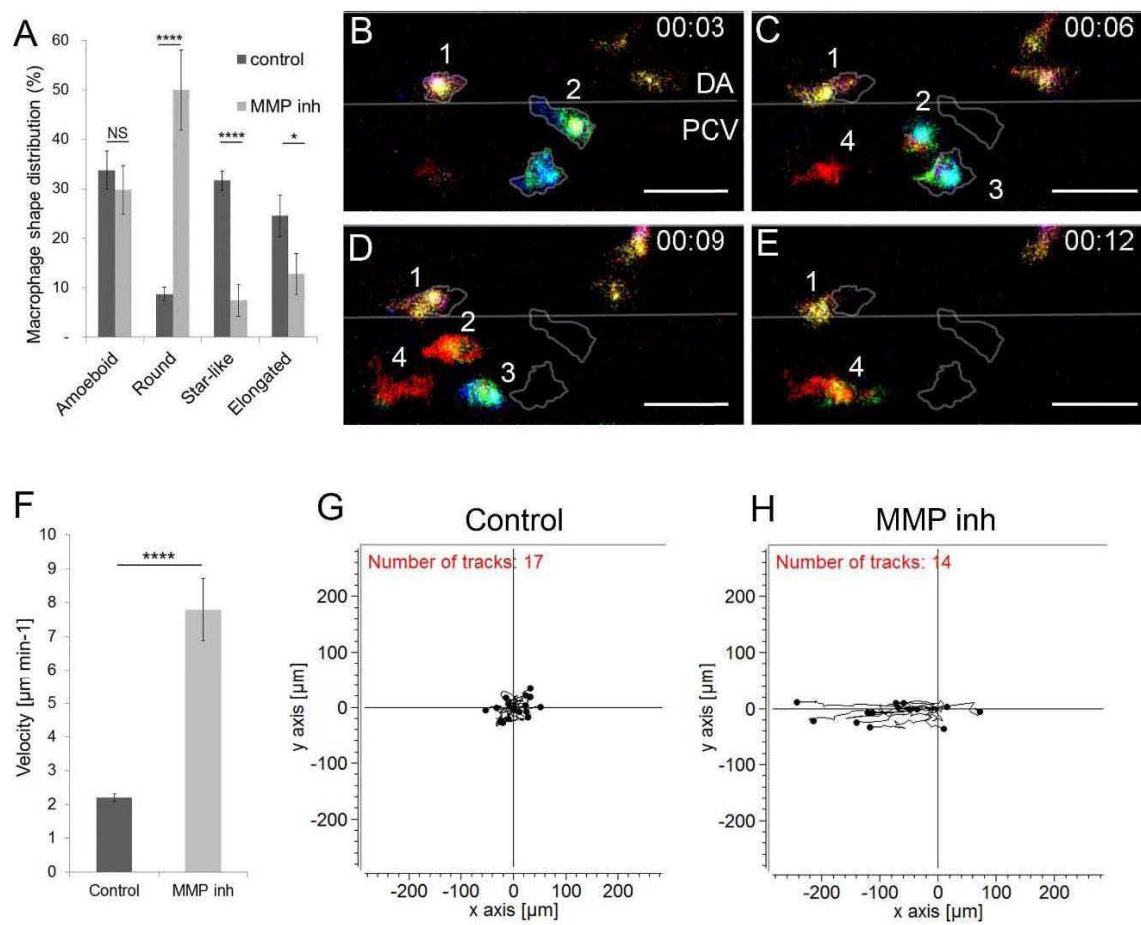 A
Macrophage shape distribution (%)
60
50
40
30
20
10
-
****
NS
****
*
control
MMP inh
Amoeboid
Round
Star-like
Elongated
B
00:03
1
2
DA
PCV
C
00:06
1
2
4
3
D
00:09
1
2
4
3
E
00:12
1
4
F
Velocity [µm min-1]
10
9
8
7
6
5
4
3
2
1
0
****
Control
MMP inh
G
Control
Number of tracks: 17
y axis [µm]
200
100
0
-100
-200
-200
-100
0
100
200
x axis [µm]
H
MMP inh
Number of tracks: 14
y axis [µm]
200
100
0
-100
-200
-200
-100
0
100
200
x axis [µm]